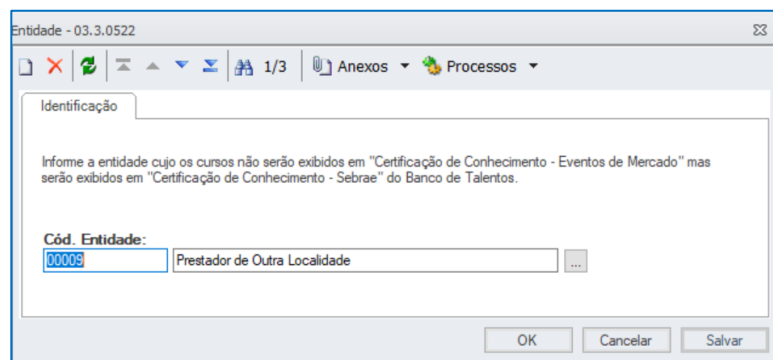 Entidade - 03.3.0522
1/3 Anexos Processos
Identificação
Informe a entidade cujo os cursos não serão exibidos em "Certificação de Conhecimento - Eventos de Mercado" mas
serão exibidos em "Certificação de Conhecimento - Sebrae" do Banco de Talentos.
Cód. Entidade:
00009 Prestador de Outra Localidade ...
OK Cancelar Salvar